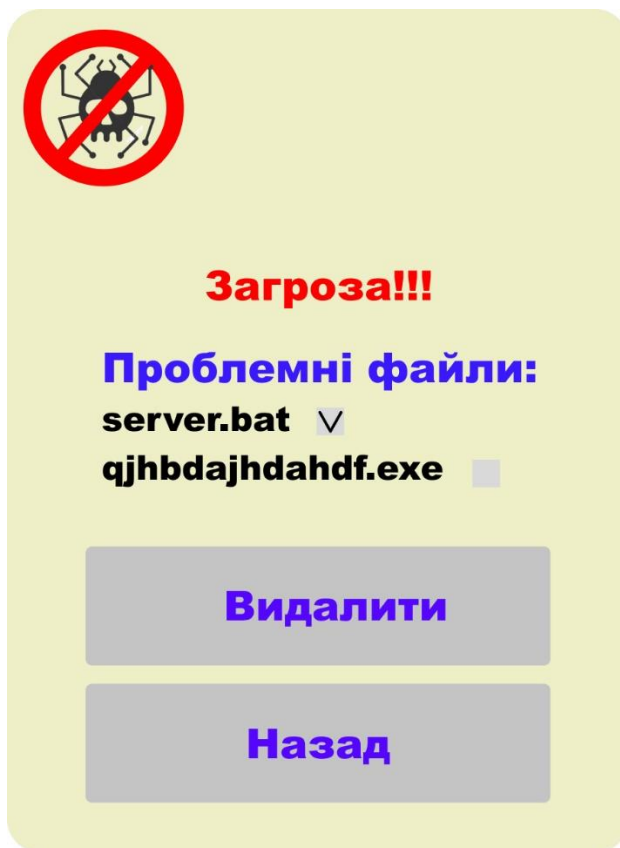 Загроза!!!
Проблемні файли:
server.bat
qjhbdajhdahdf.exe
Видалити
Назад